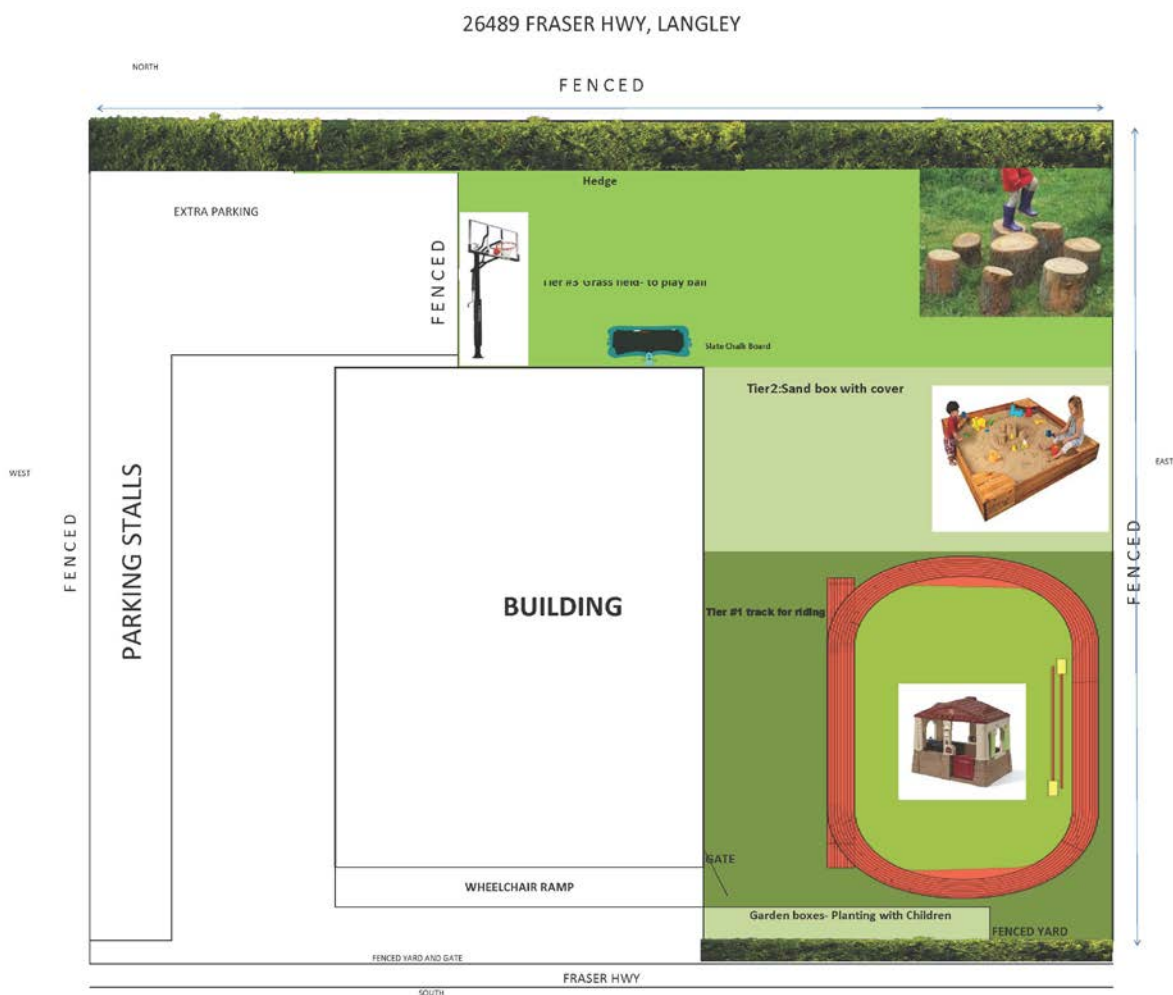 26489 FRASER HWY, LANGLEY
NORTH
FENCED
Hedge
EXTRA PARKING
FENCED
Tier #3 Grass field- to play ball
Slate Chalk Board
Tier2:Sand box with cover
WEST
EAST
FENCED
PARKING STALLS
FENCED
BUILDING
Tier #1 track for riding
GATE
WHEELCHAIR RAMP
Garden boxes- Planting with Children
FENCED YARD
FENCED YARD AND GATE
FRASER HWY
SOUTH